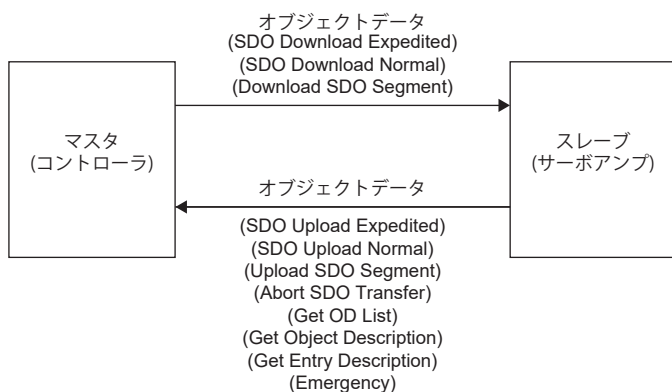 オブジェクトデータ
(SDO Download Expedited)
(SDO Download Normal)
(Download SDO Segment)
マスタ
(コントローラ)
スレーブ
(サーボアンプ)
オブジェクトデータ
(SDO Upload Expedited)
(SDO Upload Normal)
(Upload SDO Segment)
(Abort SDO Transfer)
(Get OD List)
(Get Object Description)
(Get Entry Description)
(Emergency)